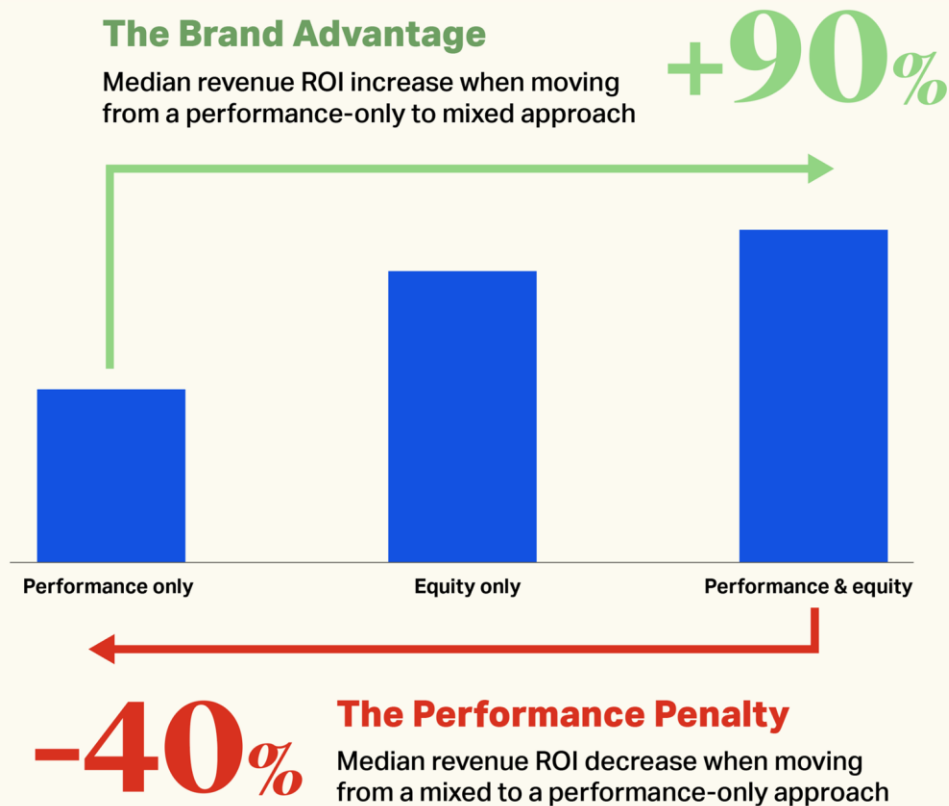 The Brand Advantage
+90%
Median revenue ROI increase when moving
from a performance-only to mixed approach
Performance only
Equity only
Performance & equity
-40%
The Performance Penalty
Median revenue ROI decrease when moving
from a mixed to a performance-only approach